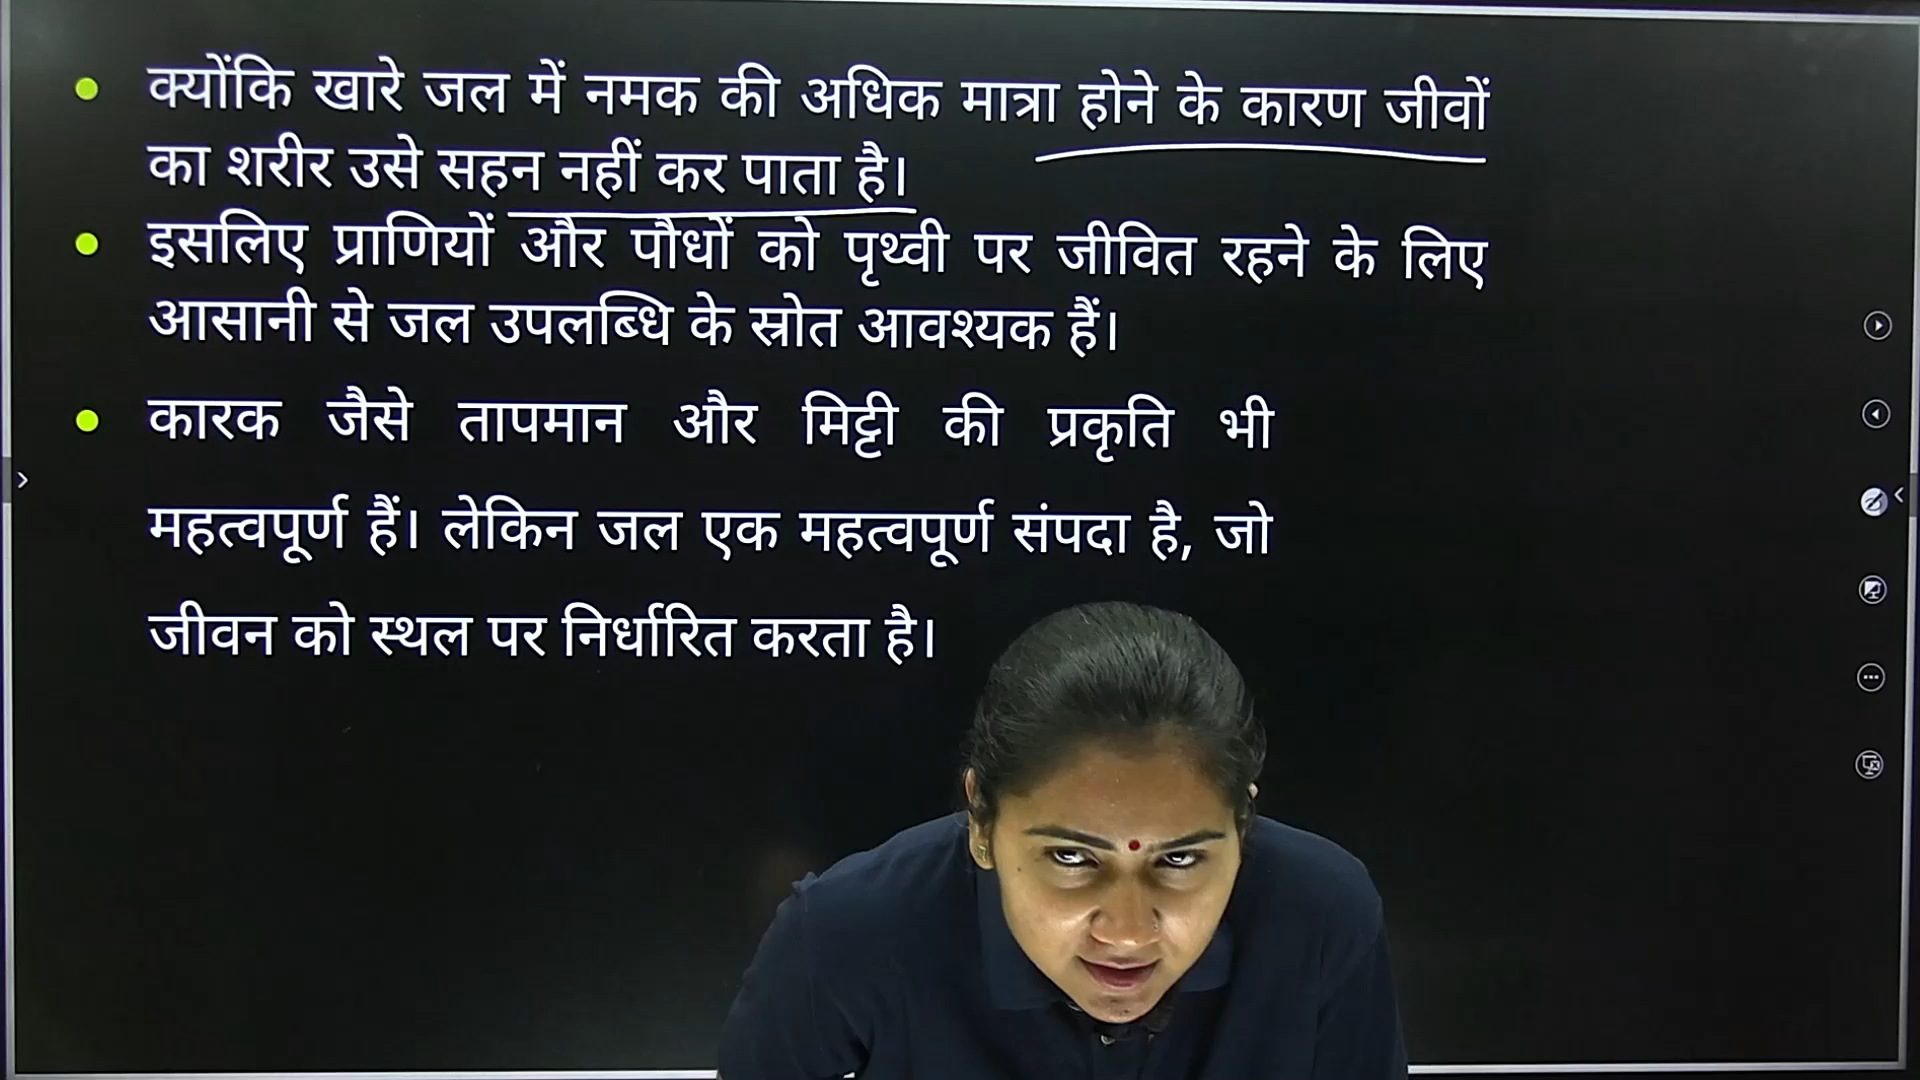 क्योंकि खारे जल में नमक की अधिक मात्रा होने के कारण जीवों
का शरीर उसे सहन नहीं कर पाता है।
इसलिए प्राणियों और पौधों को पृथ्वी पर जीवित रहने के लिए
आसानी से जल उपलब्धि के स्रोत आवश्यक हैं।
कारक जैसे तापमान और मिट्टी की प्रकृति भी
महत्वपूर्ण हैं। लेकिन जल एक महत्वपूर्ण संपदा है, जो
जीवन को स्थल पर निर्धारित करता है।